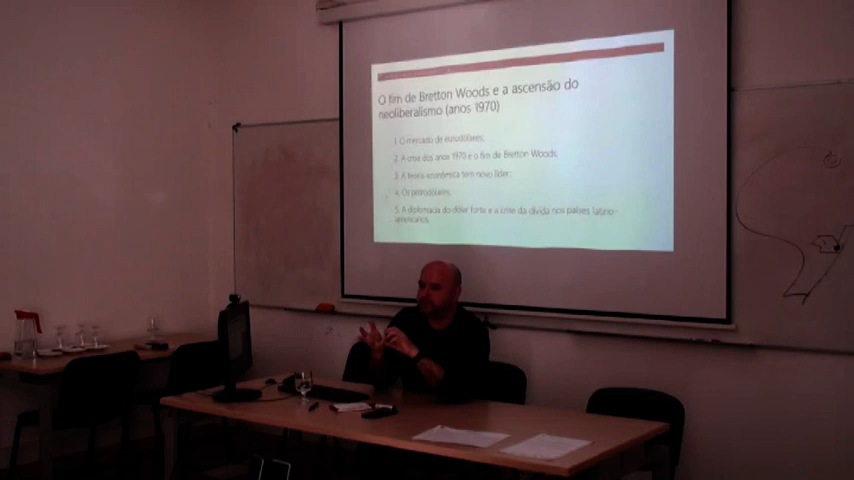 O fim de Bretton Woods e a ascensão do
neoliberalismo (anos 1970)
1. O mercado de eurodólares;
2. A crise dos anos 1970 e o fim de Bretton Woods;
3. A teoria econômica tem novo líder;
4. Os petrodólares;
5. A diplomacia do dólar forte e a crise da dívida nos países latino-
americanos.